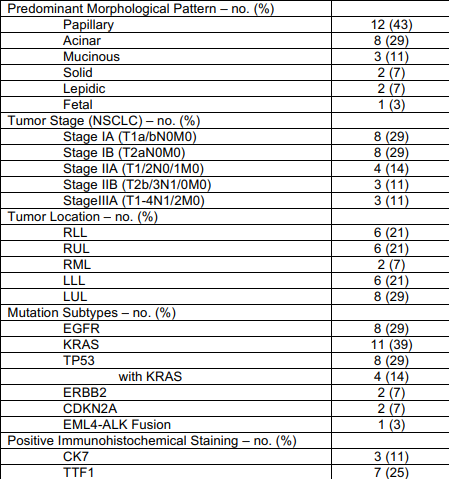 Predominant Morphological Pattern – no. (%)
Papillary 12 (43)
Acinar 8 (29)
Mucinous 3 (11)
Solid 2 (7)
Lepidic 2 (7)
Fetal 1 (3)
Tumor Stage (NSCLC) – no. (%)
Stage IA (T1a/bN0M0) 8 (29)
Stage IB (T2aN0M0) 8 (29)
Stage IIA (T1/2N0/1M0) 4 (14)
Stage IIB (T2b/3N1/0M0) 3 (11)
StageIIIA (T1-4N1/2M0) 3 (11)
Tumor Location – no. (%)
RLL 6 (21)
RUL 6 (21)
RML 2 (7)
LLL 6 (21)
LUL 8 (29)
Mutation Subtypes – no. (%)
EGFR 8 (29)
KRAS 11 (39)
TP53 8 (29)
with KRAS 4 (14)
ERBB2 2 (7)
CDKN2A 2 (7)
EML4-ALK Fusion 1 (3)
Positive Immunohistochemical Staining – no. (%)
CK7 3 (11)
TTF1 7 (25)